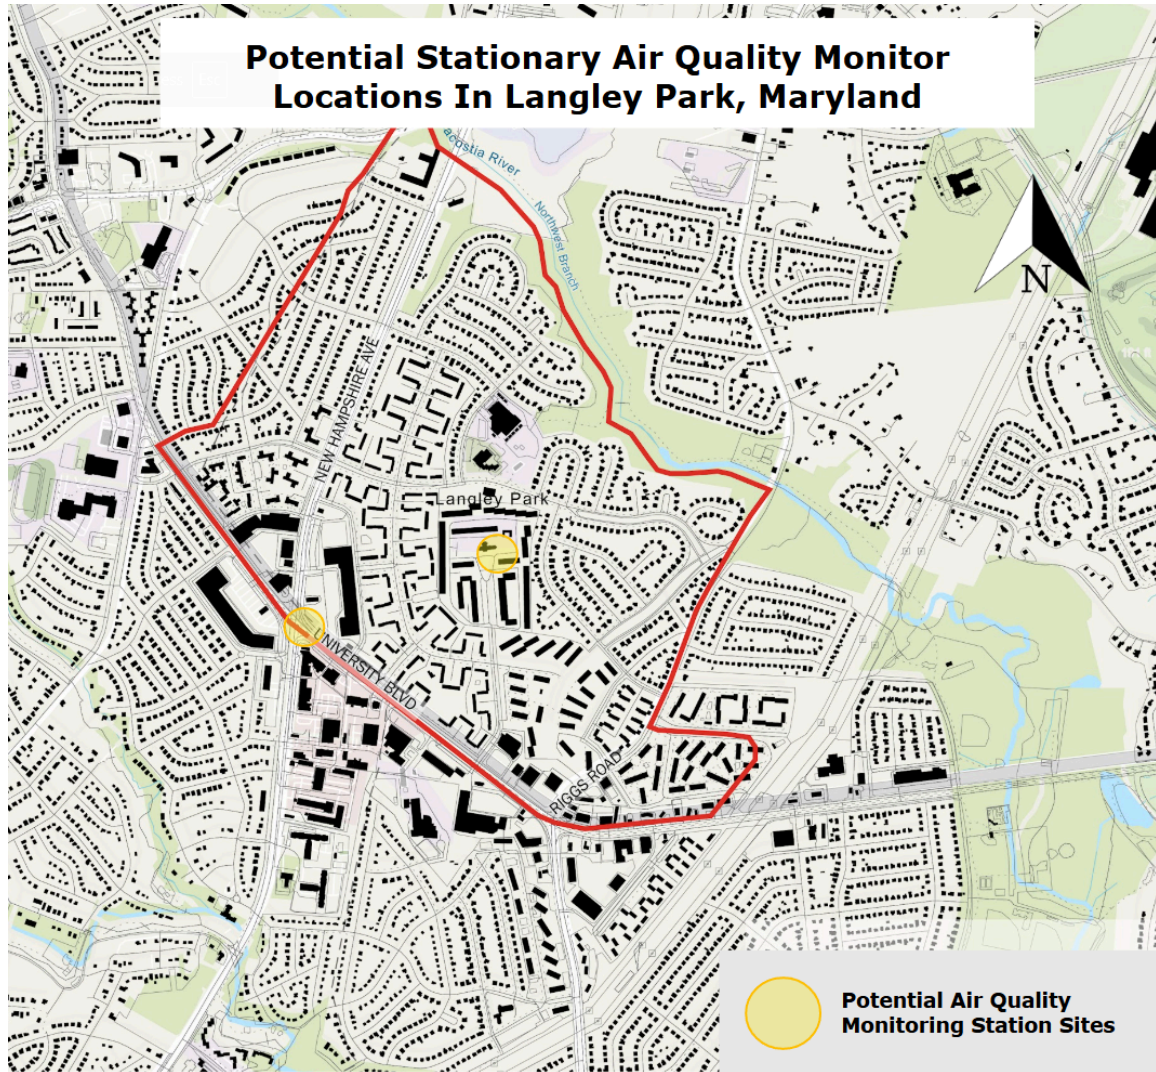 Potential Stationary Air Quality Monitor
Locations In Langley Park, Maryland
acostia River
Northwest Branch
N
NEW HAMPSHIRE AVE
Langley Park
UNIVERSITY BLVD
RIGGS ROAD
Potential Air Quality
Monitoring Station Sites